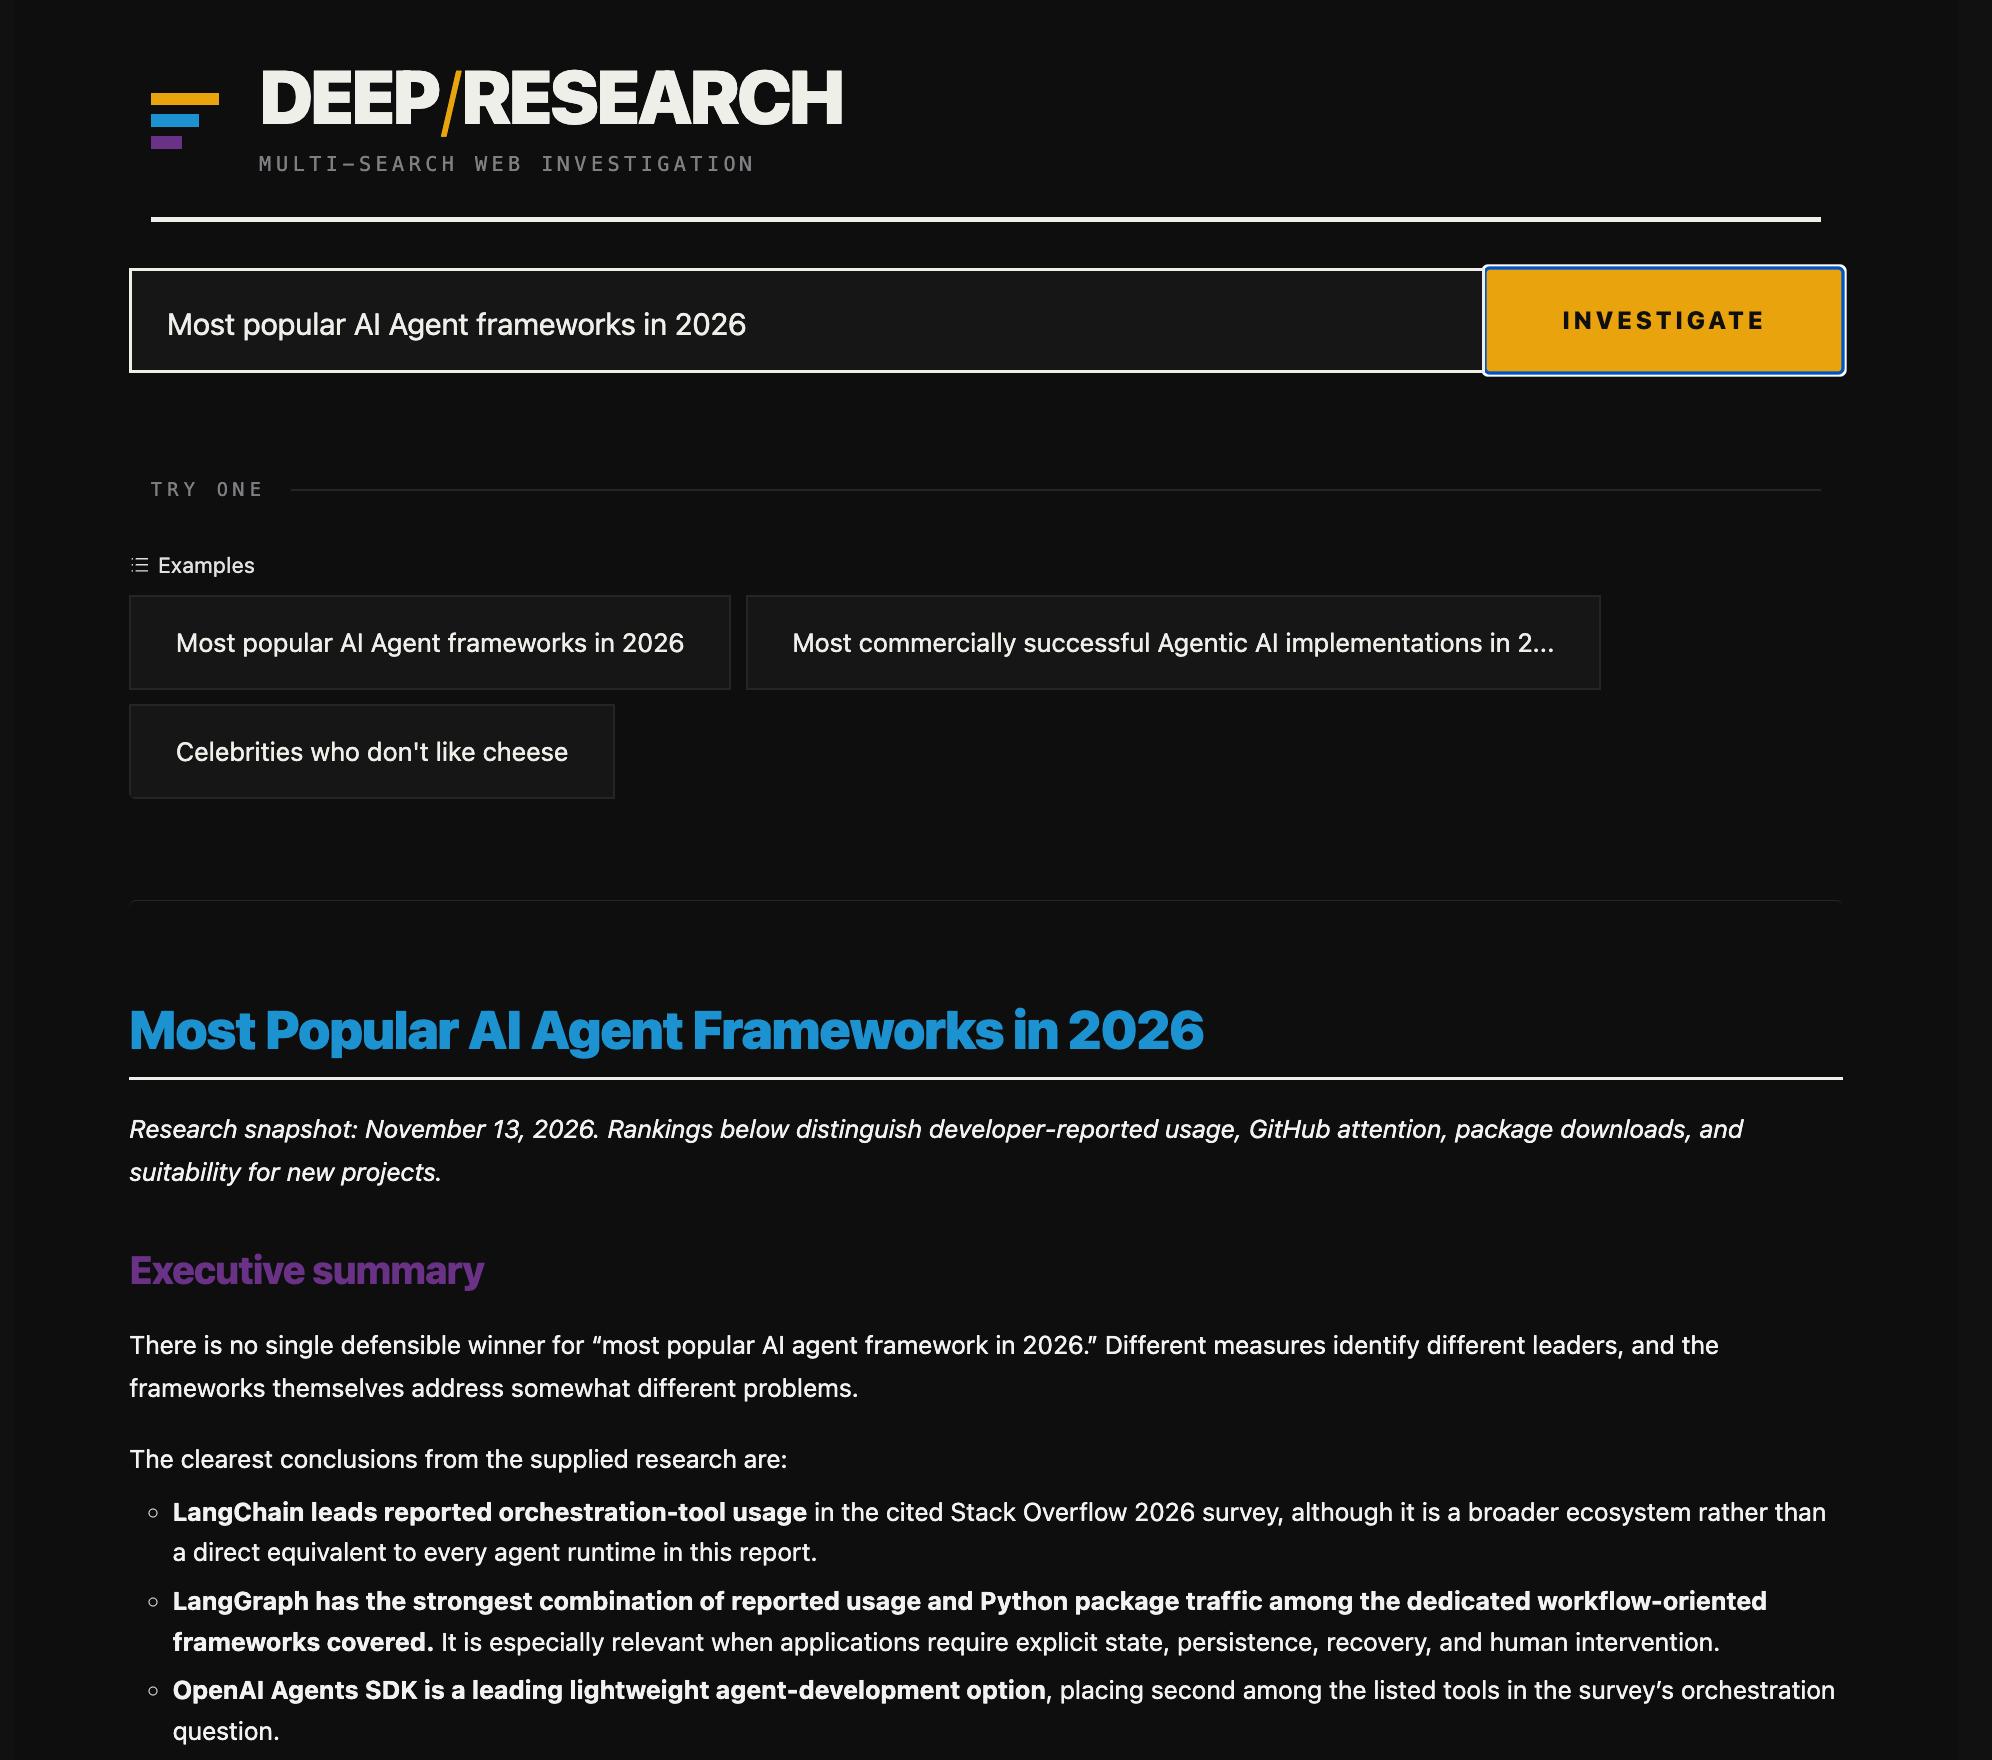 DEEP/RESEARCH
MULTI-SEARCH WEB INVESTIGATION
Most popular AI Agent frameworks in 2026
INVESTIGATE
TRY ONE
Examples
Most popular AI Agent frameworks in 2026
Most commercially successful Agentic AI implementations in 2...
Celebrities who don't like cheese
Most Popular AI Agent Frameworks in 2026
Research snapshot: November 13, 2026. Rankings below distinguish developer-reported usage, GitHub attention, package downloads, and
suitability for new projects.
Executive summary
There is no single defensible winner for “most popular AI agent framework in 2026.” Different measures identify different leaders, and the
frameworks themselves address somewhat different problems.
The clearest conclusions from the supplied research are:
LangChain leads reported orchestration-tool usage in the cited Stack Overflow 2026 survey, although it is a broader ecosystem rather than
a direct equivalent to every agent runtime in this report.
LangGraph has the strongest combination of reported usage and Python package traffic among the dedicated workflow-oriented
frameworks covered. It is especially relevant when applications require explicit state, persistence, recovery, and human intervention.
OpenAI Agents SDK is a leading lightweight agent-development option, placing second among the listed tools in the survey’s orchestration
question.